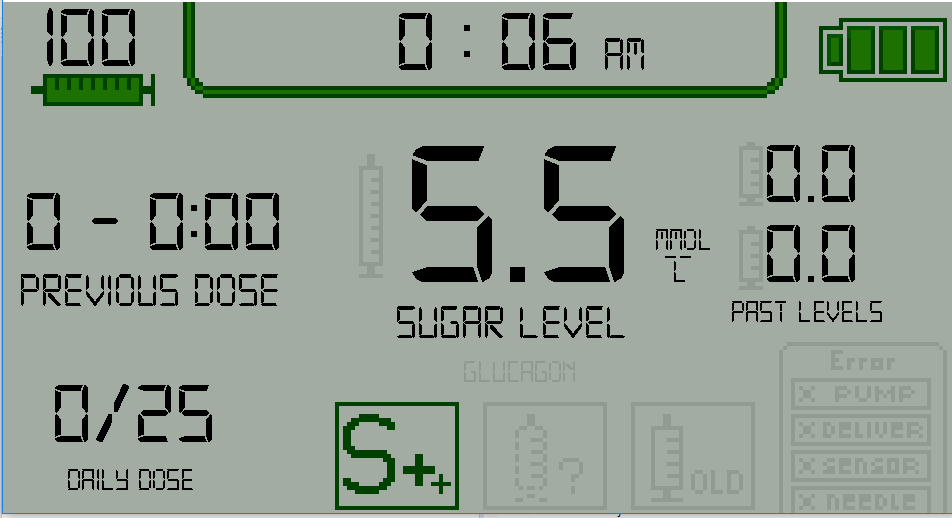 100
0:06 AM
0 - 0:00
PREVIOUS DOSE
5.5
MMOL
L
SUGAR LEVEL
0.0
0.0
PAST LEVELS
GLUCAGON
0/25
DAILY DOSE
S++
?
OLD
Error
X PUMP
X DELIVER
X SENSOR
X NEEDLE